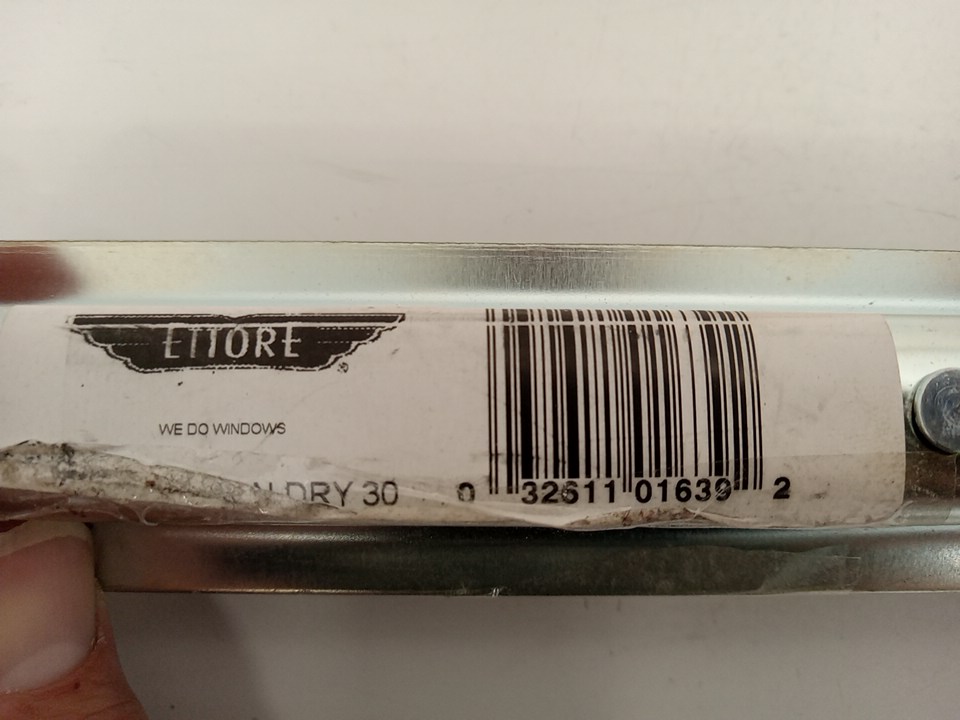 ETTORE
WE DO WINDOWS
DRY 30
0 32611 01639 2